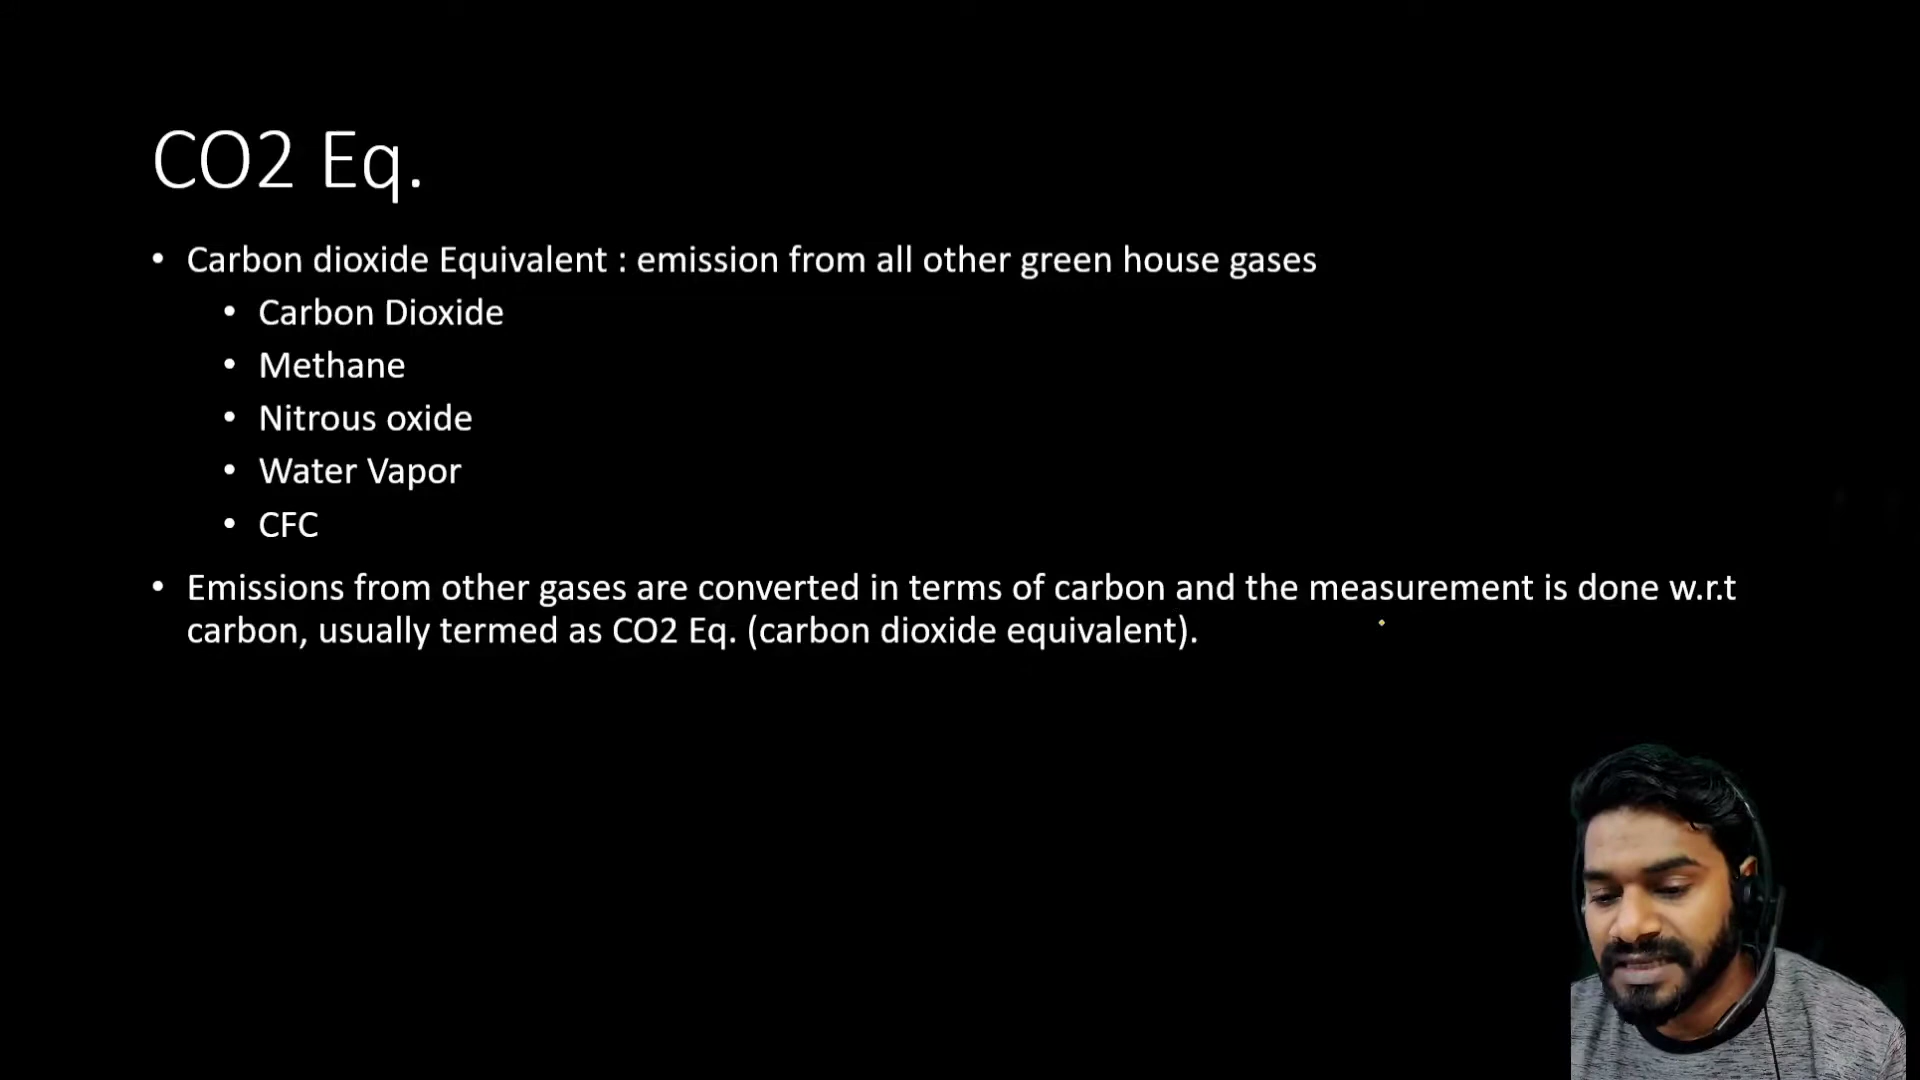 CO2 Eq.
• Carbon dioxide Equivalent : emission from all other green house gases
• Carbon Dioxide
• Methane
• Nitrous oxide
• Water Vapor
• CFC
• Emissions from other gases are converted in terms of carbon and the measurement is done w.r.t
carbon, usually termed as CO2 Eq. (carbon dioxide equivalent).